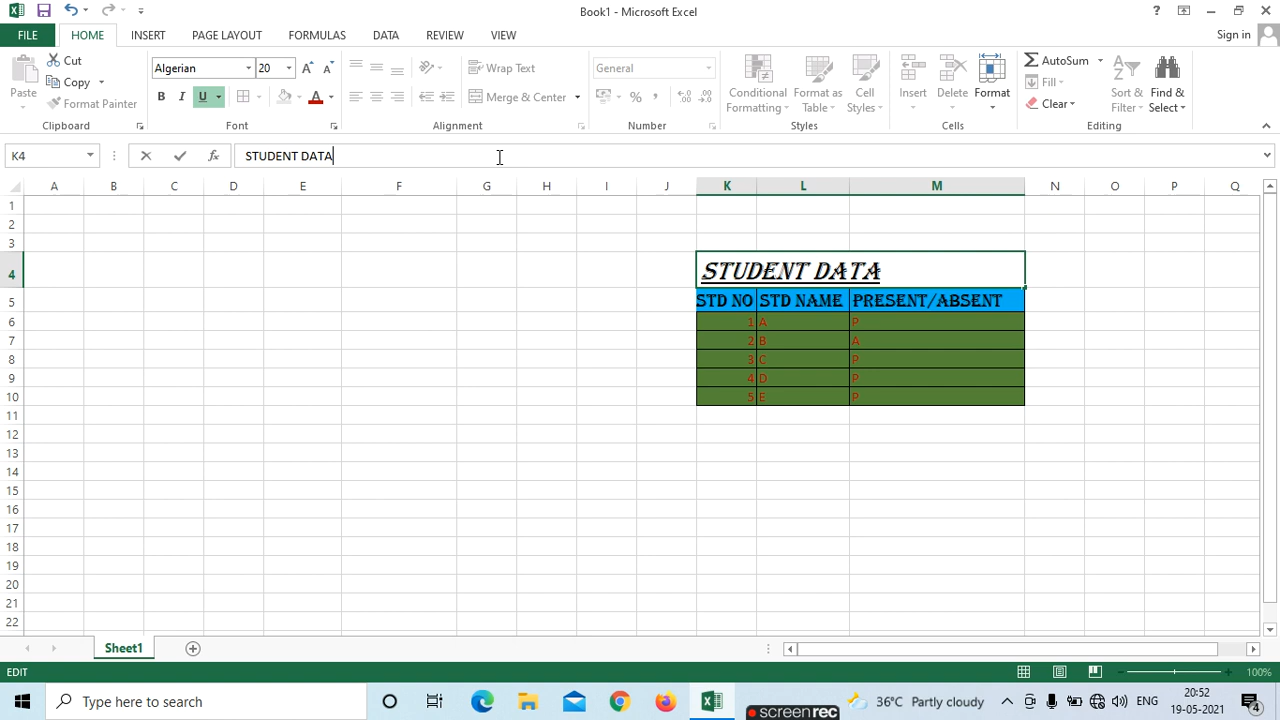 Book1 - Microsoft Excel
?
FILE HOME INSERT PAGE LAYOUT FORMULAS DATA REVIEW VIEW Sign in
Paste
Cut
Copy
Format Painter
Clipboard
Algerian 20 A A
B I U A
Font
Wrap Text
Merge & Center
Alignment
General
% , .00 .0
Number
Conditional Formatting
Format as Table
Cell Styles
Styles
Insert Delete Format
Cells
AutoSum
Fill
Clear
Sort & Filter
Find & Select
Editing
K4 fx STUDENT DATA
A B C D E F G H I J K L M N O P Q
1
2
3
4 STUDENT DATA
5 STD NO STD NAME PRESENT/ABSENT
6 1 A P
7 2 B A
8 3 C P
9 4 D P
10 5 E P
11
12
13
14
15
16
17
18
19
20
21
22
Sheet1
EDIT 100%
Type here to search
36°C Partly cloudy
ENG
20:52
19-05-2021
4
screenrec